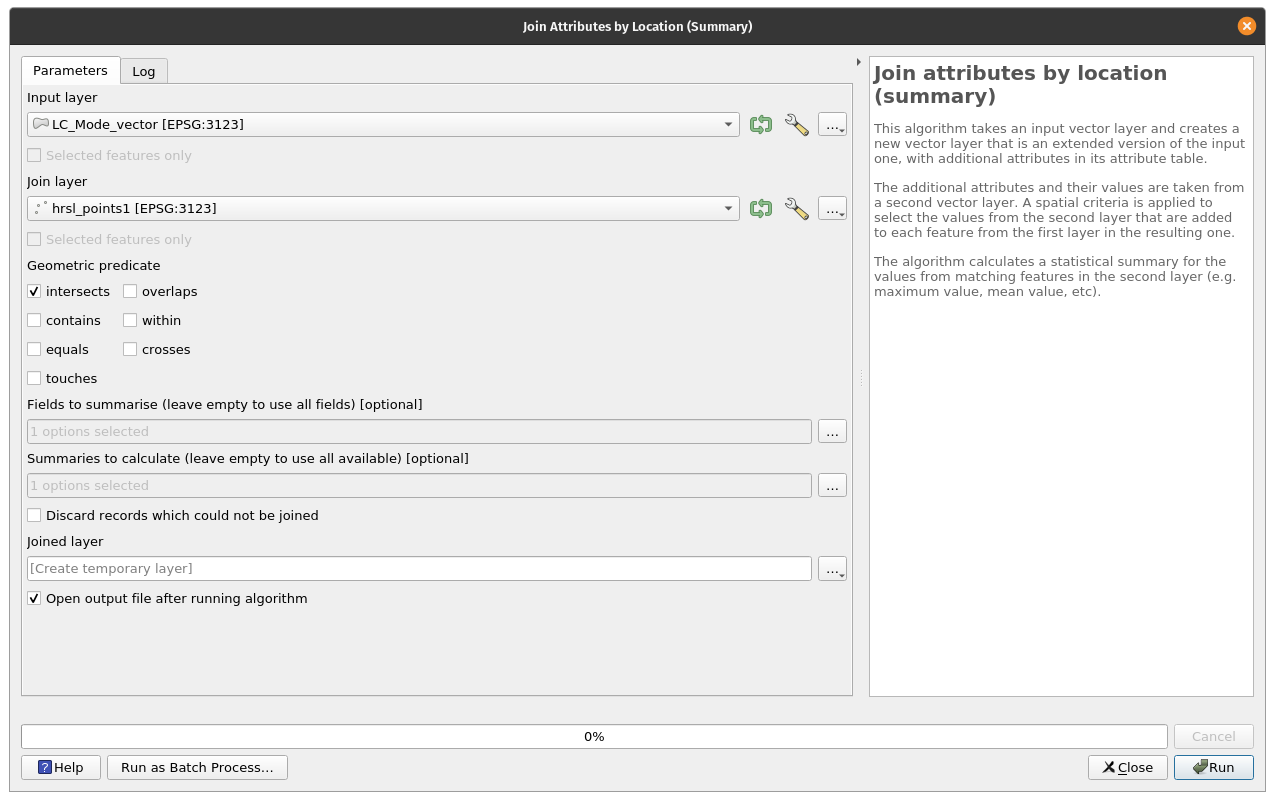 Join Attributes by Location (Summary)
Parameters
Log
Input layer
LC_Mode_vector [EPSG:3123]
...
Selected features only
Join layer
hrsl_points1 [EPSG:3123]
...
Selected features only
Geometric predicate
intersects
overlaps
contains
within
equals
crosses
touches
Fields to summarise (leave empty to use all fields) [optional]
1 options selected
...
Summaries to calculate (leave empty to use all available) [optional]
1 options selected
...
Discard records which could not be joined
Joined layer
[Create temporary layer]
...
Open output file after running algorithm
Join attributes by location
(summary)
This algorithm takes an input vector layer and creates a
new vector layer that is an extended version of the input
one, with additional attributes in its attribute table.
The additional attributes and their values are taken from
a second vector layer. A spatial criteria is applied to
select the values from the second layer that are added
to each feature from the first layer in the resulting one.
The algorithm calculates a statistical summary for the
values from matching features in the second layer (e.g.
maximum value, mean value, etc).
0%
Cancel
? Help
Run as Batch Process...
Close
Run